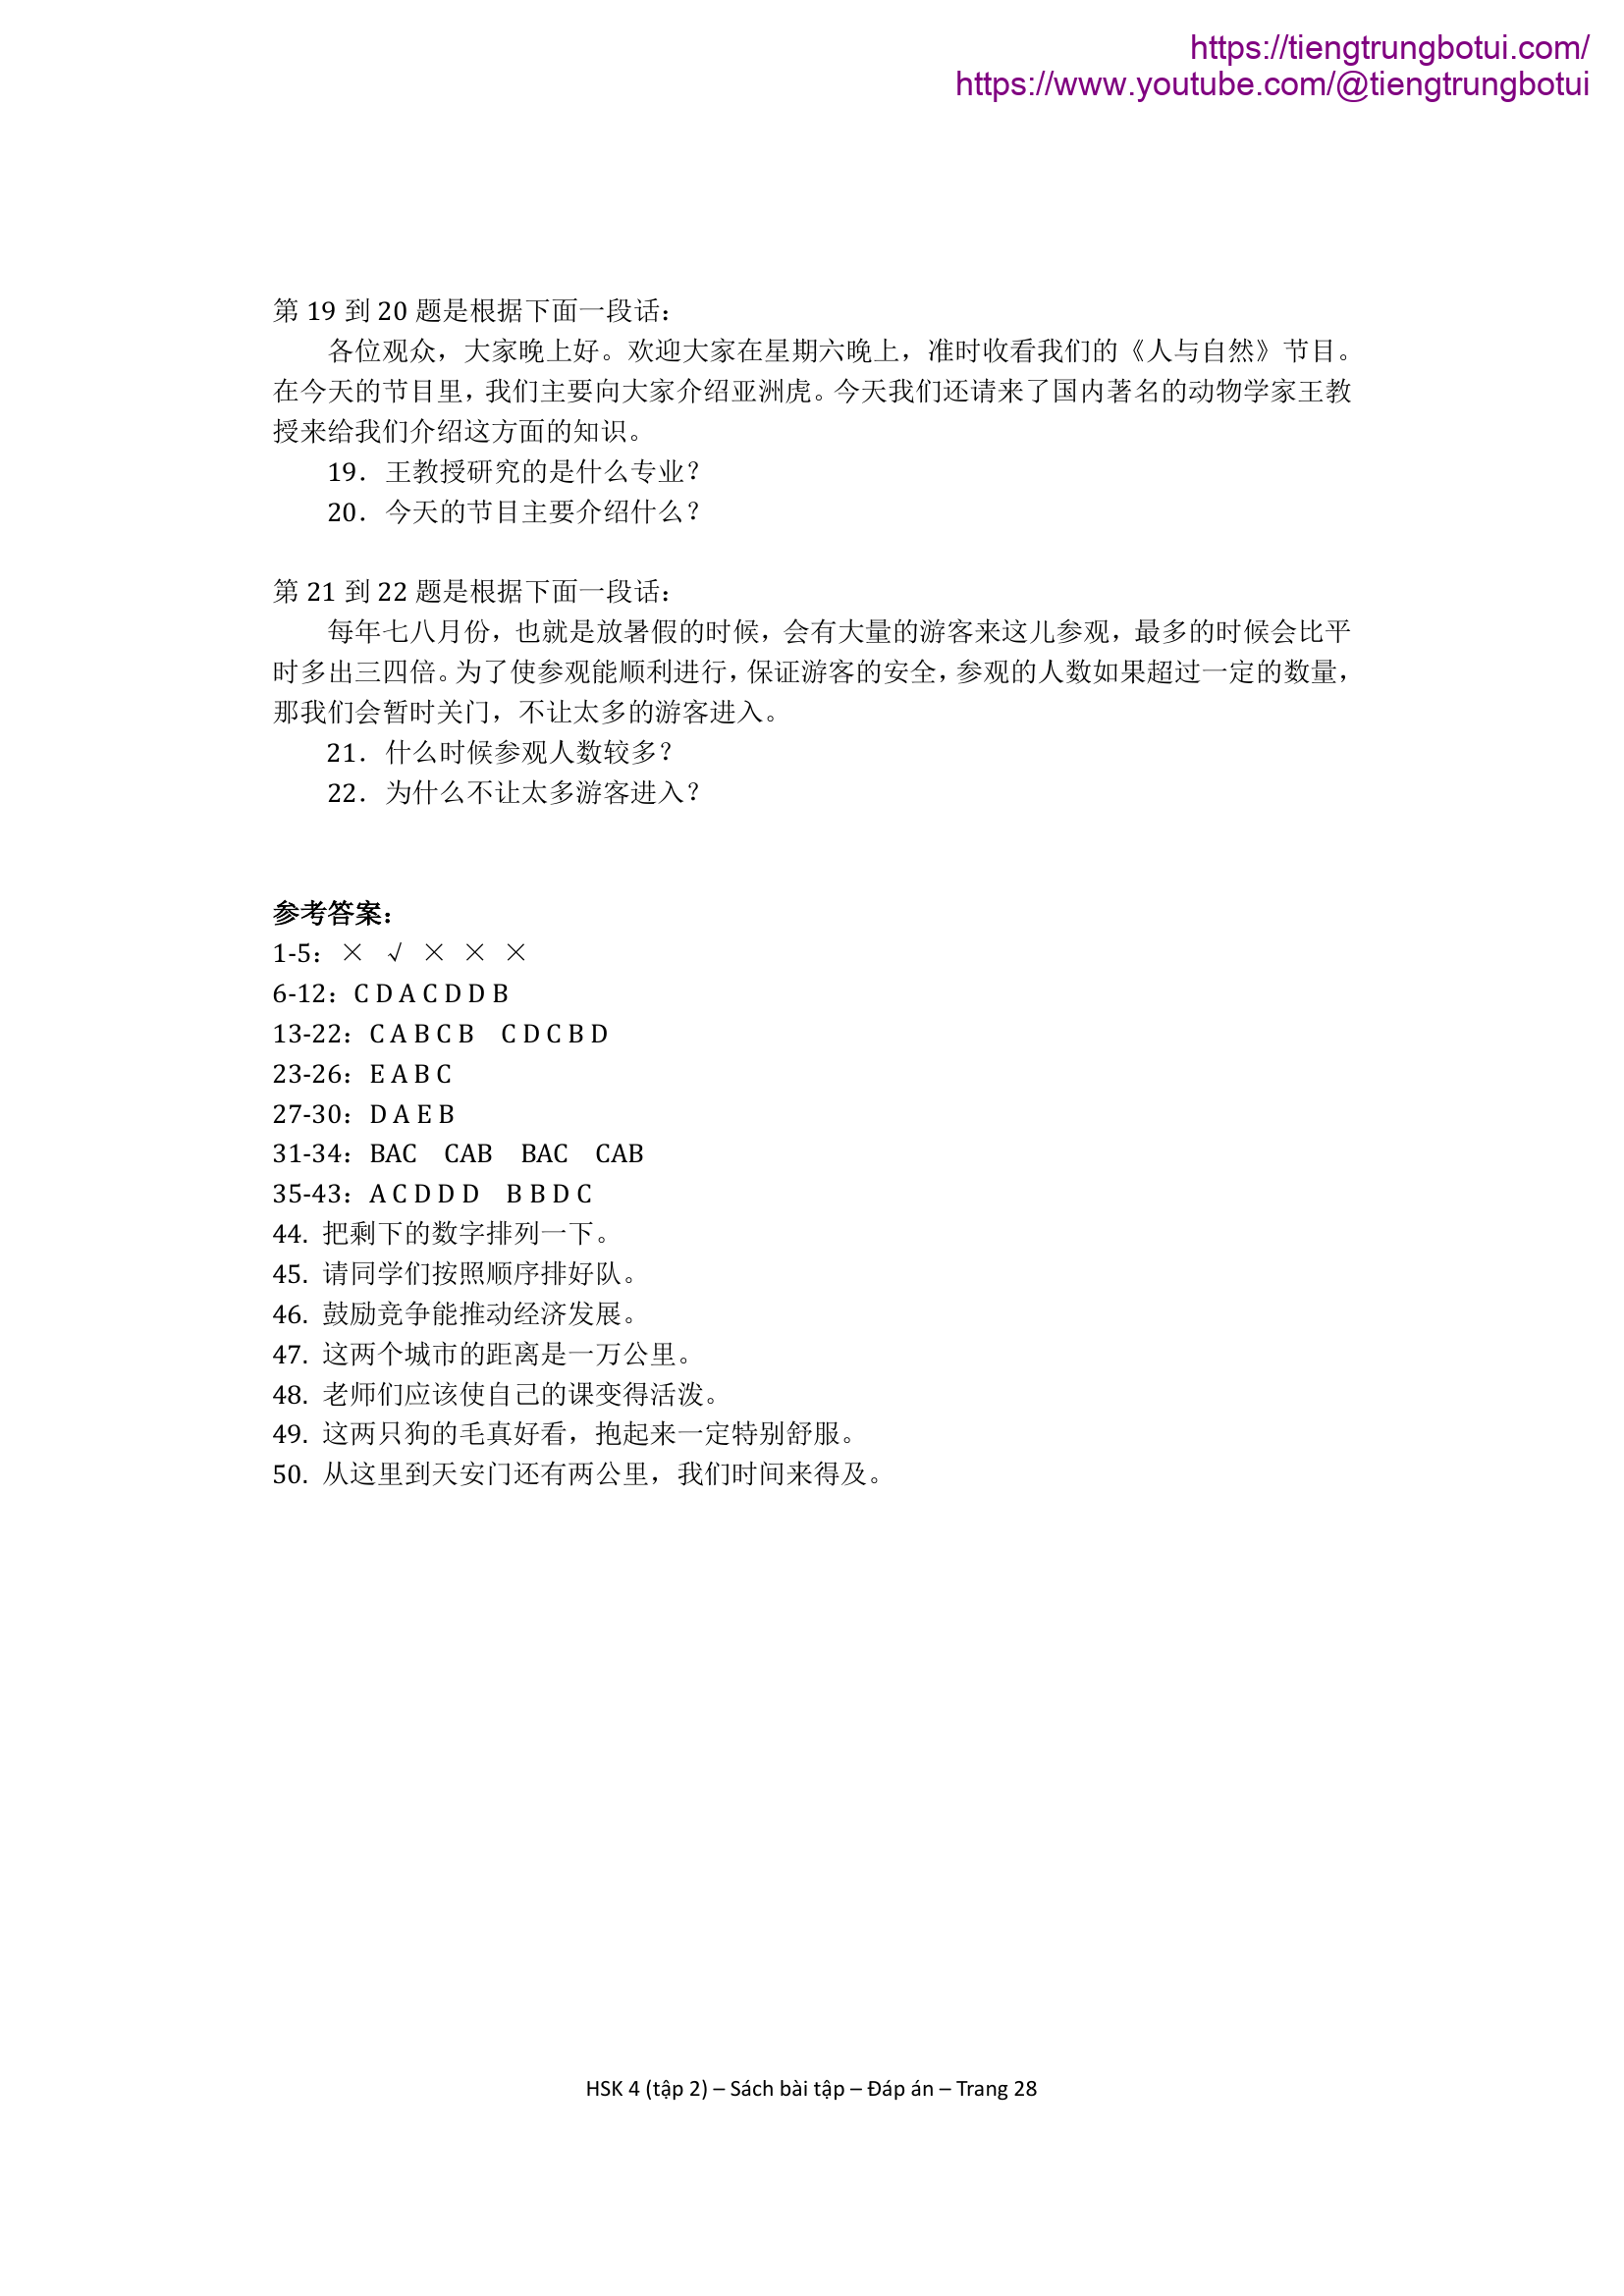 https://tiengtrungbotui.com/
https://www.youtube.com/@tiengtrungbotui
第 19 到 20 题是根据下面一段话：
各位观众，大家晚上好。欢迎大家在星期六晚上，准时收看我们的《人与自然》节目。
在今天的节目里，我们主要向大家介绍亚洲虎。今天我们还请来了国内著名的动物学家王教
授来给我们介绍这方面的知识。
19．王教授研究的是什么专业？
20．今天的节目主要介绍什么？
第 21 到 22 题是根据下面一段话：
每年七八月份，也就是放暑假的时候，会有大量的游客来这儿参观，最多的时候会比平
时多出三四倍。为了使参观能顺利进行，保证游客的安全，参观的人数如果超过一定的数量，
那我们会暂时关门，不让太多的游客进入。
21．什么时候参观人数较多？
22．为什么不让太多游客进入？
参考答案：
1-5：× √ × × ×
6-12：C D A C D D B
13-22：C A B C B C D C B D
23-26：E A B C
27-30：D A E B
31-34：BAC CAB BAC CAB
35-43：A C D D D B B D C
44. 把剩下的数字排列一下。
45. 请同学们按照顺序排好队。
46. 鼓励竞争能推动经济发展。
47. 这两个城市的距离是一万公里。
48. 老师们应该使自己的课变得活泼。
49. 这两只狗的毛真好看，抱起来一定特别舒服。
50. 从这里到天安门还有两公里，我们时间来得及。
HSK 4 (tập 2) – Sách bài tập – Đáp án – Trang 28